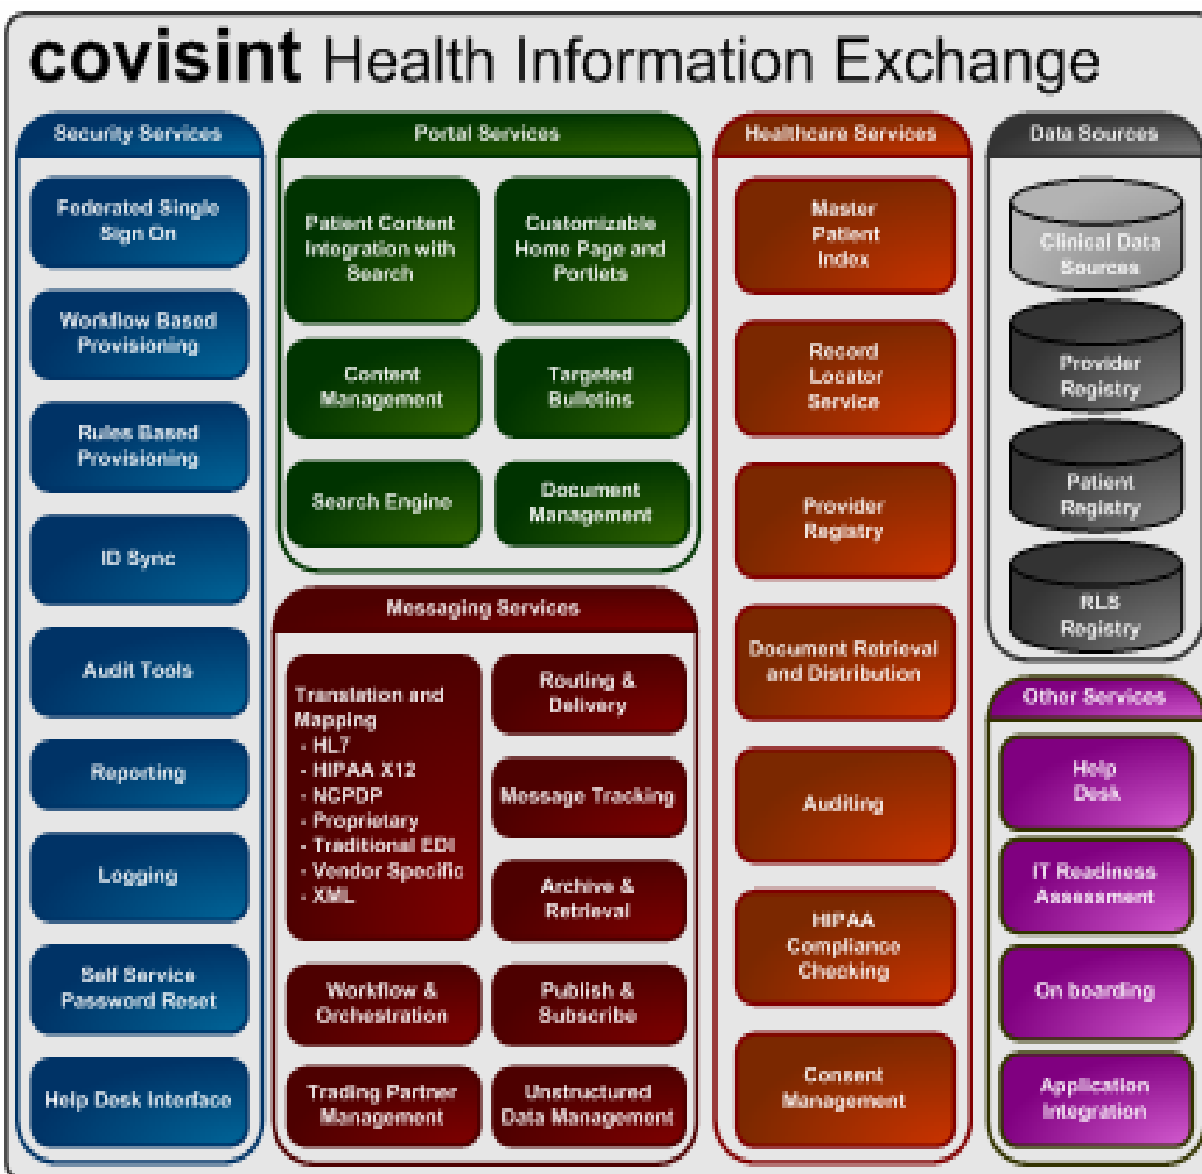 covisint Health Information Exchange
Security Services
Federated Single
Sign On
Workflow Based
Provisioning
Rules Based
Provisioning
ID Sync
Audit Tools
Reporting
Logging
Self Service
Password Reset
Help Desk Interface
Portal Services
Patient Content
Integration with
Search
Customizable
Home Page and
Portlets
Content
Management
Targeted
Bulletins
Search Engine
Document
Management
Messaging Services
Translation and
Mapping
- HL7
- HIPAA X12
- NCPDP
- Proprietary
- Traditional EDI
- Vendor Specific
- XML
Routing &
Delivery
Message Tracking
Archive &
Retrieval
Workflow &
Orchestration
Publish &
Subscribe
Trading Partner
Management
Unstructured
Data Management
Healthcare Services
Master
Patient
Index
Record
Locator
Service
Provider
Registry
Document Retrieval
and Distribution
Auditing
HIPAA
Compliance
Checking
Consent
Management
Data Sources
Clinical Data
Sources
Provider
Registry
Patient
Registry
RLS
Registry
Other Services
Help
Desk
IT Readiness
Assessment
On boarding
Application
Integration